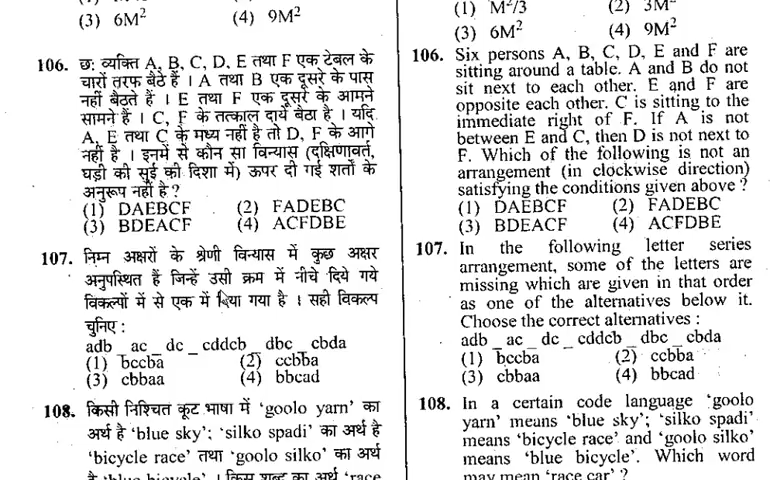 (3) 6M² (4) 9M²
106. छ: व्यक्ति A, B, C, D, E तथा F एक टेबल के
चारों तरफ बैठे हैं । A तथा B एक दूसरे के पास
नहीं बैठते हैं । E तथा F एक दूसरे के आमने
सामने हैं । C, F के तत्काल दायें बैठा है । यदि
A, E तथा C के मध्य नहीं है तो D, F के आगे
नहीं है । इनमें से कौन सा विन्यास (दक्षिणावर्त,
घड़ी की सुई की दिशा में) ऊपर दी गई शर्तों के
अनुरूप नहीं है ?
(1) DAEBCF (2) FADEBC
(3) BDEACF (4) ACFDBE
107. निम्न अक्षरों के श्रेणी विन्यास में कुछ अक्षर
अनुपस्थित हैं जिन्हें उसी क्रम में नीचे दिये गये
विकल्पों में से एक में दिया गया है । सही विकल्प
चुनिए :
adb _ ac _ dc _ cddcb _ dbc _ cbda
(1) bccba (2) ccbba
(3) cbbaa (4) bbcad
108. किसी निश्चित कूट भाषा में 'goolo yarn' का
अर्थ है 'blue sky'; 'silko spadi' का अर्थ है
'bicycle race' तथा 'goolo silko' का अर्थ
है 'blue bicycle' । किस शब्द का अर्थ 'race
(1) M²/3 (2) 3M²
(3) 6M² (4) 9M²
106. Six persons A, B, C, D, E and F are
sitting around a table. A and B do not
sit next to each other. E and F are
opposite each other. C is sitting to the
immediate right of F. If A is not
between E and C, then D is not next to
F. Which of the following is not an
arrangement (in clockwise direction)
satisfying the conditions given above ?
(1) DAEBCF (2) FADEBC
(3) BDEACF (4) ACFDBE
107. In the following letter series
arrangement, some of the letters are
missing which are given in that order
as one of the alternatives below it.
Choose the correct alternatives :
adb _ ac _ dc _ cddcb _ dbc _ cbda
(1) bccba (2) ccbba
(3) cbbaa (4) bbcad
108. In a certain code language 'goolo
yarn' means 'blue sky'; 'silko spadi'
means 'bicycle race' and 'goolo silko'
means 'blue bicycle'. Which word
may mean 'race car' ?